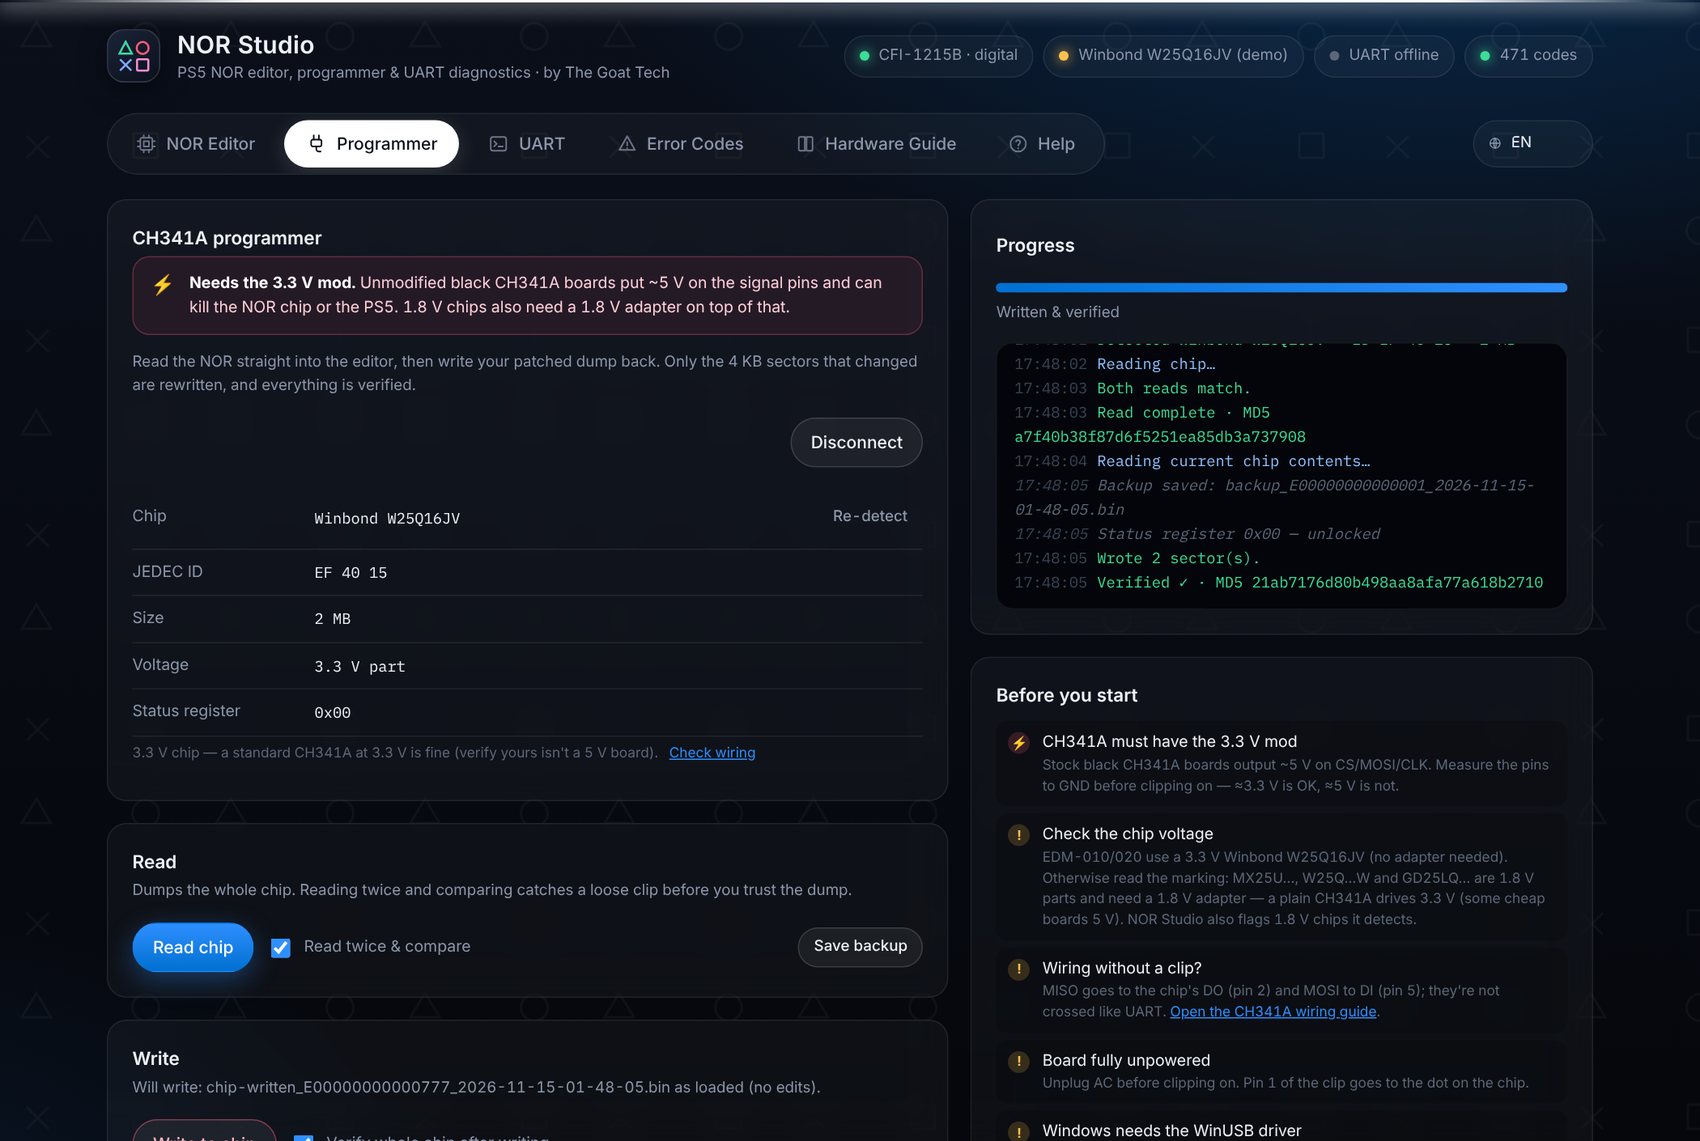 NOR Studio
PS5 NOR editor, programmer & UART diagnostics · by The Goat Tech
CFI-1215B · digital
Winbond W25Q16JV (demo)
UART offline
471 codes
NOR Editor
Programmer
UART
Error Codes
Hardware Guide
Help
EN
CH341A programmer
Needs the 3.3 V mod. Unmodified black CH341A boards put ~5 V on the signal pins and can
kill the NOR chip or the PS5. 1.8 V chips also need a 1.8 V adapter on top of that.
Read the NOR straight into the editor, then write your patched dump back. Only the 4 KB sectors that changed
are rewritten, and everything is verified.
Disconnect
Chip
Winbond W25Q16JV
Re-detect
JEDEC ID
EF 40 15
Size
2 MB
Voltage
3.3 V part
Status register
0x00
3.3 V chip — a standard CH341A at 3.3 V is fine (verify yours isn't a 5 V board). Check wiring
Read
Dumps the whole chip. Reading twice and comparing catches a loose clip before you trust the dump.
Read chip
Read twice & compare
Save backup
Write
Will write: chip-written_E00000000000777_2026-11-15-01-48-05.bin as loaded (no edits).
Write to chip
Verify whole chip after writing
Progress
Written & verified
17:48:02 Reading chip…
17:48:03 Both reads match.
17:48:03 Read complete · MD5
a7f40b38f87d6f5251ea85db3a737908
17:48:04 Reading current chip contents…
17:48:05 Backup saved: backup_E00000000000001_2026-11-15-
01-48-05.bin
17:48:05 Status register 0x00 — unlocked
17:48:05 Wrote 2 sector(s).
17:48:05 Verified ✓ · MD5 21ab7176d80b498aa8afa77a618b2710
Before you start
CH341A must have the 3.3 V mod
Stock black CH341A boards output ~5 V on CS/MOSI/CLK. Measure the pins
to GND before clipping on — ≈3.3 V is OK, ≈5 V is not.
Check the chip voltage
EDM-010/020 use a 3.3 V Winbond W25Q16JV (no adapter needed).
Otherwise read the marking: MX25U…, W25Q…W and GD25LQ… are 1.8 V
parts and need a 1.8 V adapter — a plain CH341A drives 3.3 V (some cheap
boards 5 V). NOR Studio also flags 1.8 V chips it detects.
Wiring without a clip?
MISO goes to the chip's DO (pin 2) and MOSI to DI (pin 5); they're not
crossed like UART. Open the CH341A wiring guide.
Board fully unpowered
Unplug AC before clipping on. Pin 1 of the clip goes to the dot on the chip.
Windows needs the WinUSB driver